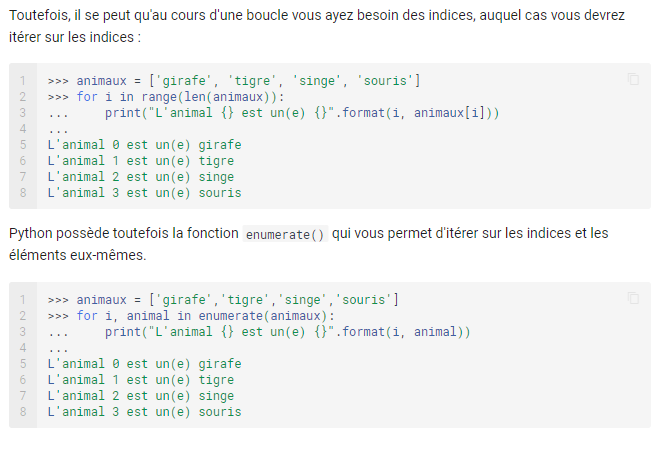 Toutefois, il se peut qu'au cours d'une boucle vous ayez besoin des indices, auquel cas vous devrez
itérer sur les indices :
1 >>> animaux = ['girafe', 'tigre', 'singe', 'souris']
2 >>> for i in range(len(animaux)):
3 ...     print("L'animal {} est un(e) {}".format(i, animaux[i]))
4 ...
5 L'animal 0 est un(e) girafe
6 L'animal 1 est un(e) tigre
7 L'animal 2 est un(e) singe
8 L'animal 3 est un(e) souris
Python possède toutefois la fonction enumerate() qui vous permet d'itérer sur les indices et les
éléments eux-mêmes.
1 >>> animaux = ['girafe','tigre','singe','souris']
2 >>> for i, animal in enumerate(animaux):
3 ...     print("L'animal {} est un(e) {}".format(i, animal))
4 ...
5 L'animal 0 est un(e) girafe
6 L'animal 1 est un(e) tigre
7 L'animal 2 est un(e) singe
8 L'animal 3 est un(e) souris